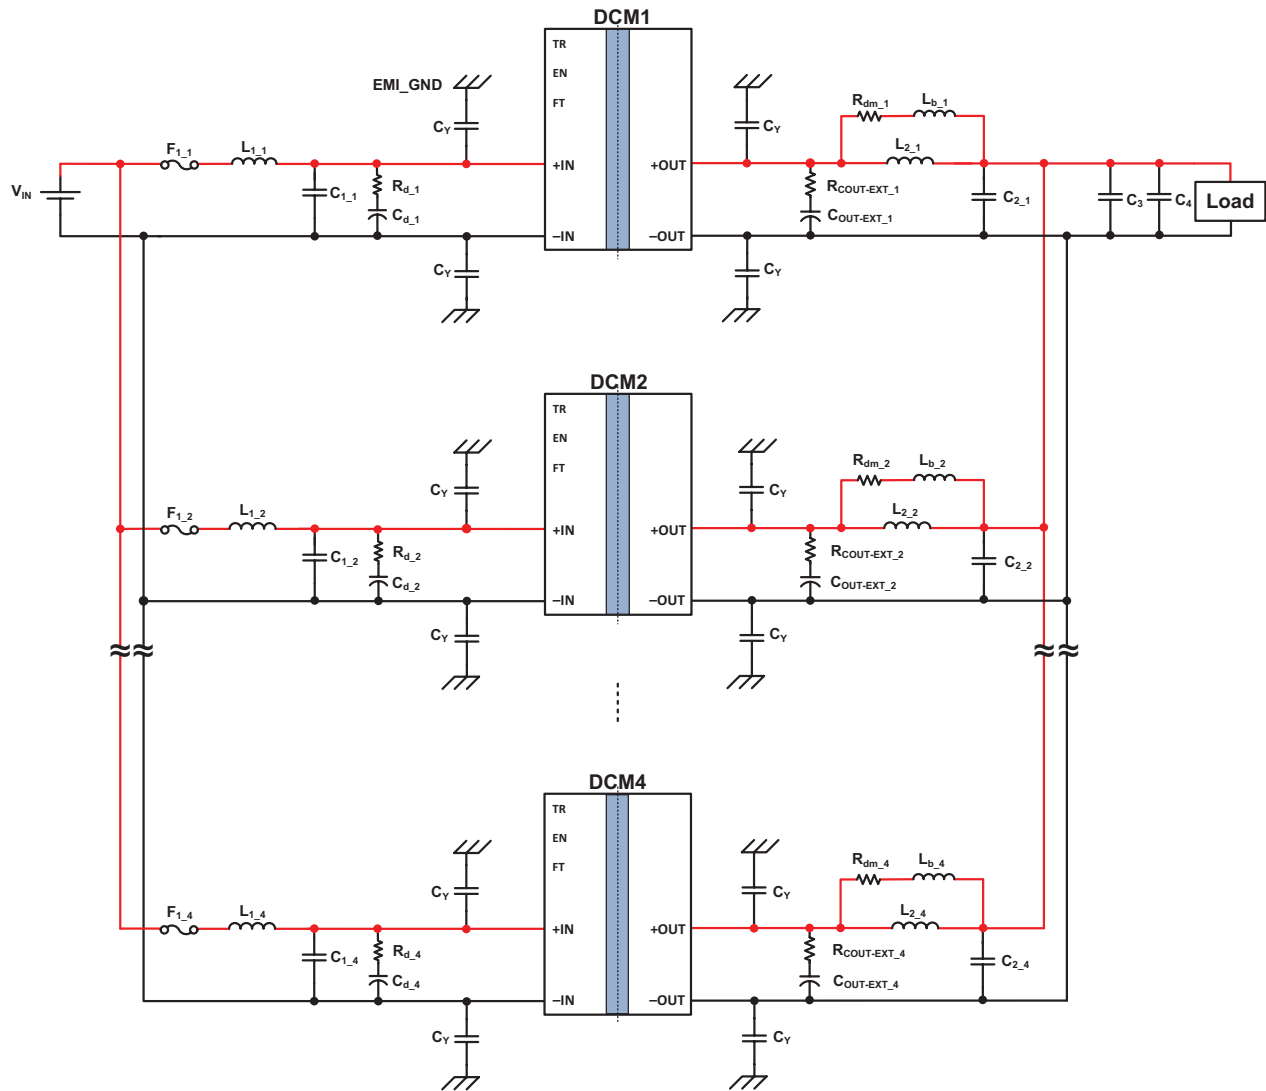 DCM1
TR
EN
FT
EMI_GND
CY
CY
Rdm_1
Lb_1
F1_1
L1_1
L2_1
VIN
C1_1
Rd_1
Cd_1
+IN
+OUT
RCOUT-EXT_1
COUT-EXT_1
C2_1
C3
C4
Load
–IN
–OUT
CY
CY
DCM2
TR
EN
FT
CY
CY
Rdm_2
Lb_2
F1_2
L1_2
L2_2
C1_2
Rd_2
Cd_2
+IN
+OUT
RCOUT-EXT_2
COUT-EXT_2
C2_2
–IN
–OUT
CY
CY
DCM4
TR
EN
FT
CY
CY
Rdm_4
Lb_4
F1_4
L1_4
L2_4
C1_4
Rd_4
Cd_4
+IN
+OUT
RCOUT-EXT_4
COUT-EXT_4
C2_4
–IN
–OUT
CY
CY